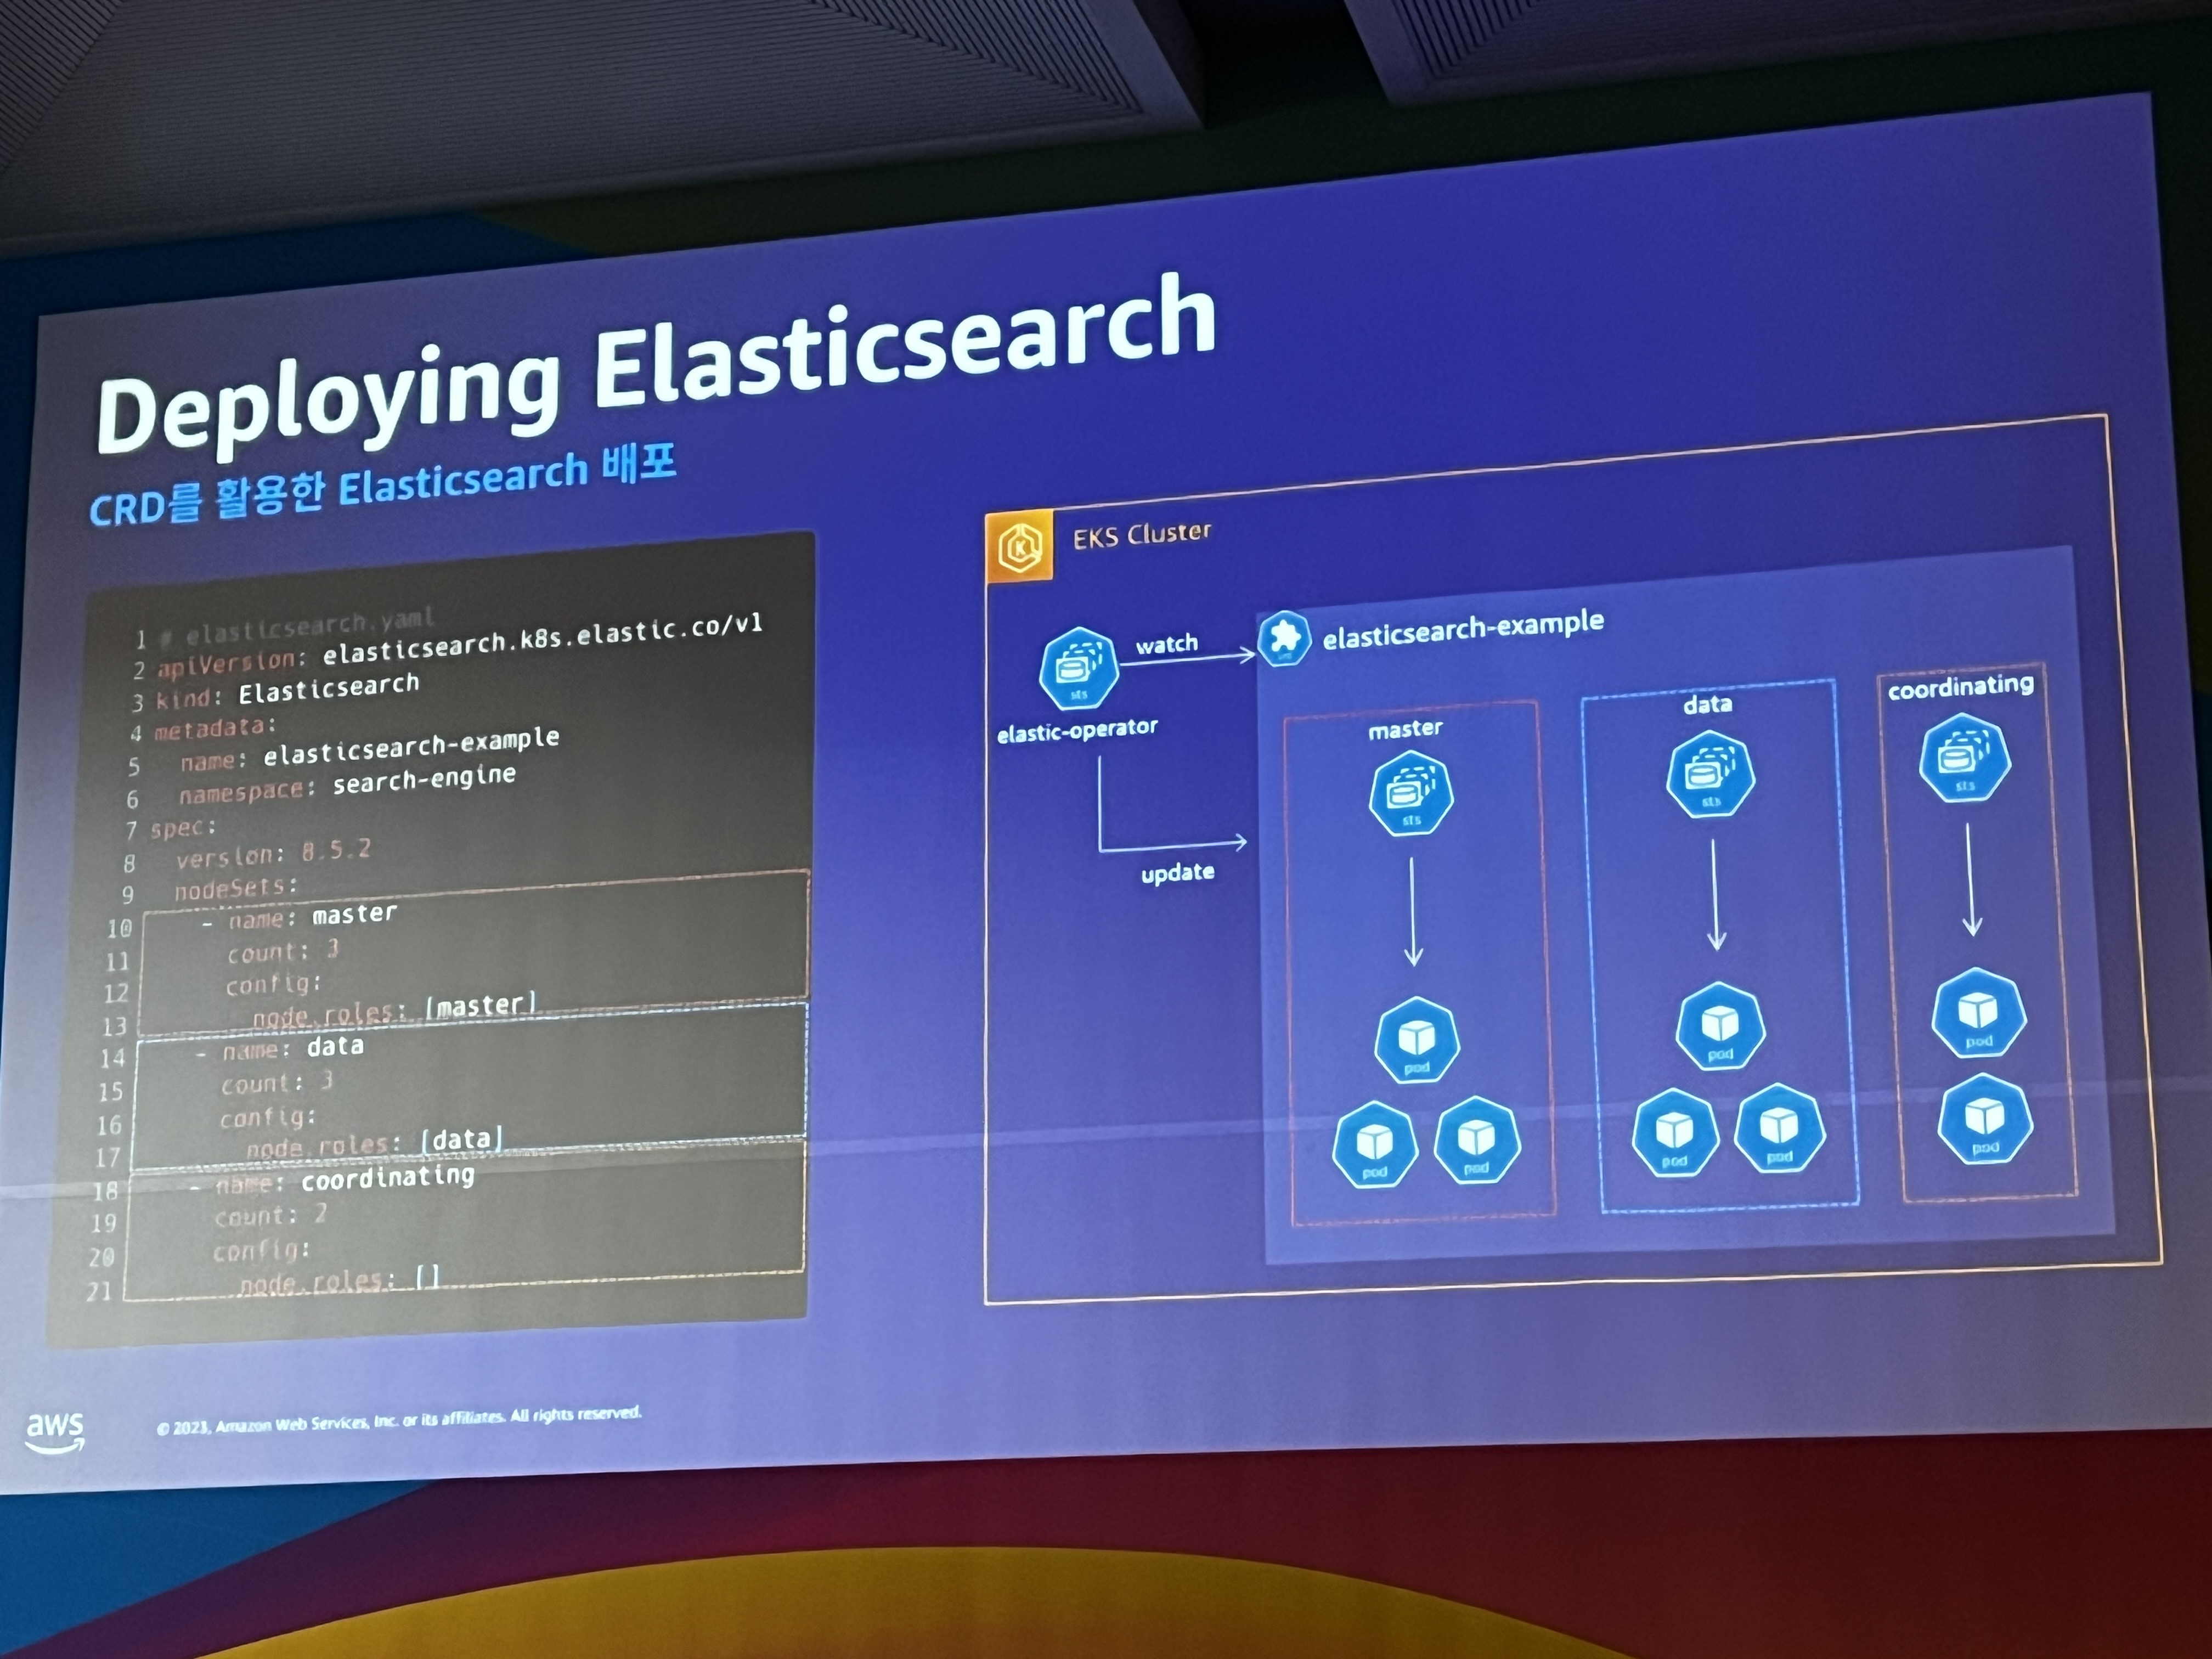 Deploying Elasticsearch
CRD를 활용한 Elasticsearch 배포
1 # elasticsearch.yaml
2 apiVersion: elasticsearch.k8s.elastic.co/v1
3 kind: Elasticsearch
4 metadata:
5 name: elasticsearch-example
6 namespace: search-engine
7 spec:
8 version: 8.5.2
9 nodeSets:
10 - name: master
11 count: 3
12 config:
13 node.roles: [master]
14 - name: data
15 count: 3
16 config:
17 node.roles: [data]
18 - name: coordinating
19 count: 2
20 config:
21 node.roles: []
EKS Cluster
sts
elastic-operator
watch
update
elasticsearch-example
master
sts
pod
pod
pod
data
sts
pod
pod
pod
coordinating
sts
pod
pod
aws
© 2023, Amazon Web Services, Inc. or its affiliates. All rights reserved.